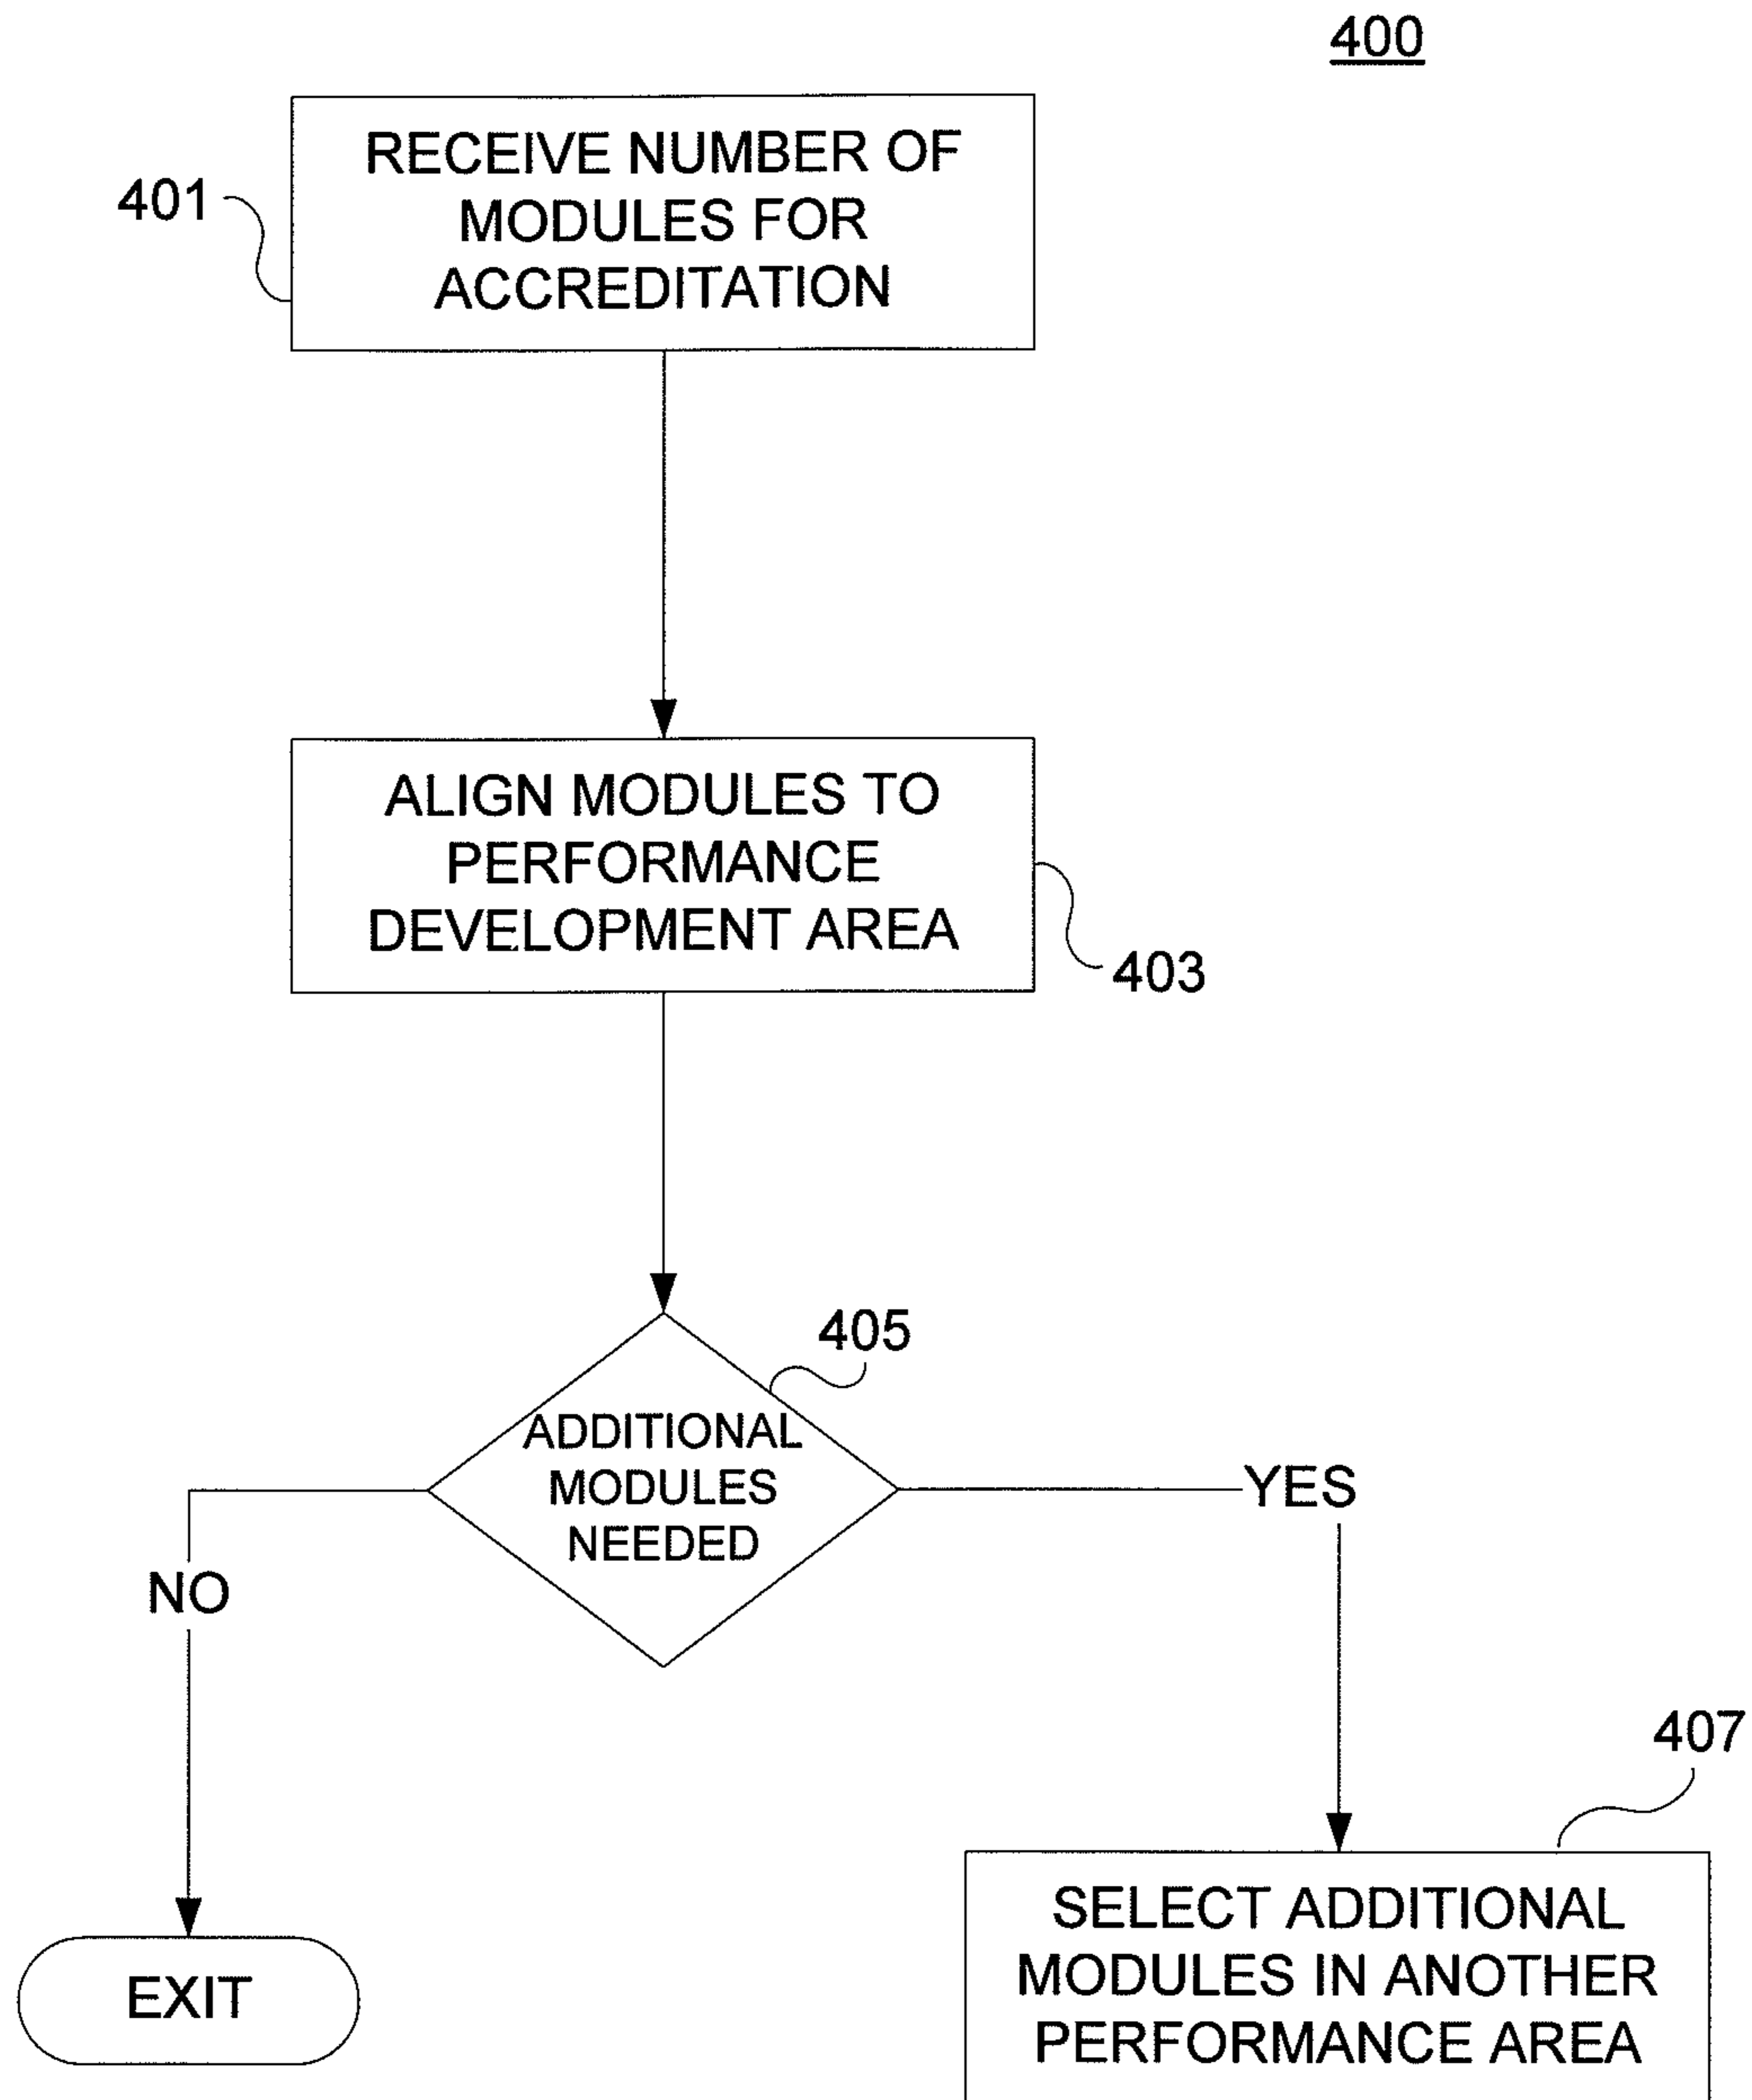 400
RECEIVE NUMBER OF
MODULES FOR
ACCREDITATION
401
ALIGN MODULES TO
PERFORMANCE
DEVELOPMENT AREA
403
405
ADDITIONAL
MODULES
NEEDED
YES
NO
407
SELECT ADDITIONAL
MODULES IN ANOTHER
PERFORMANCE AREA
EXIT